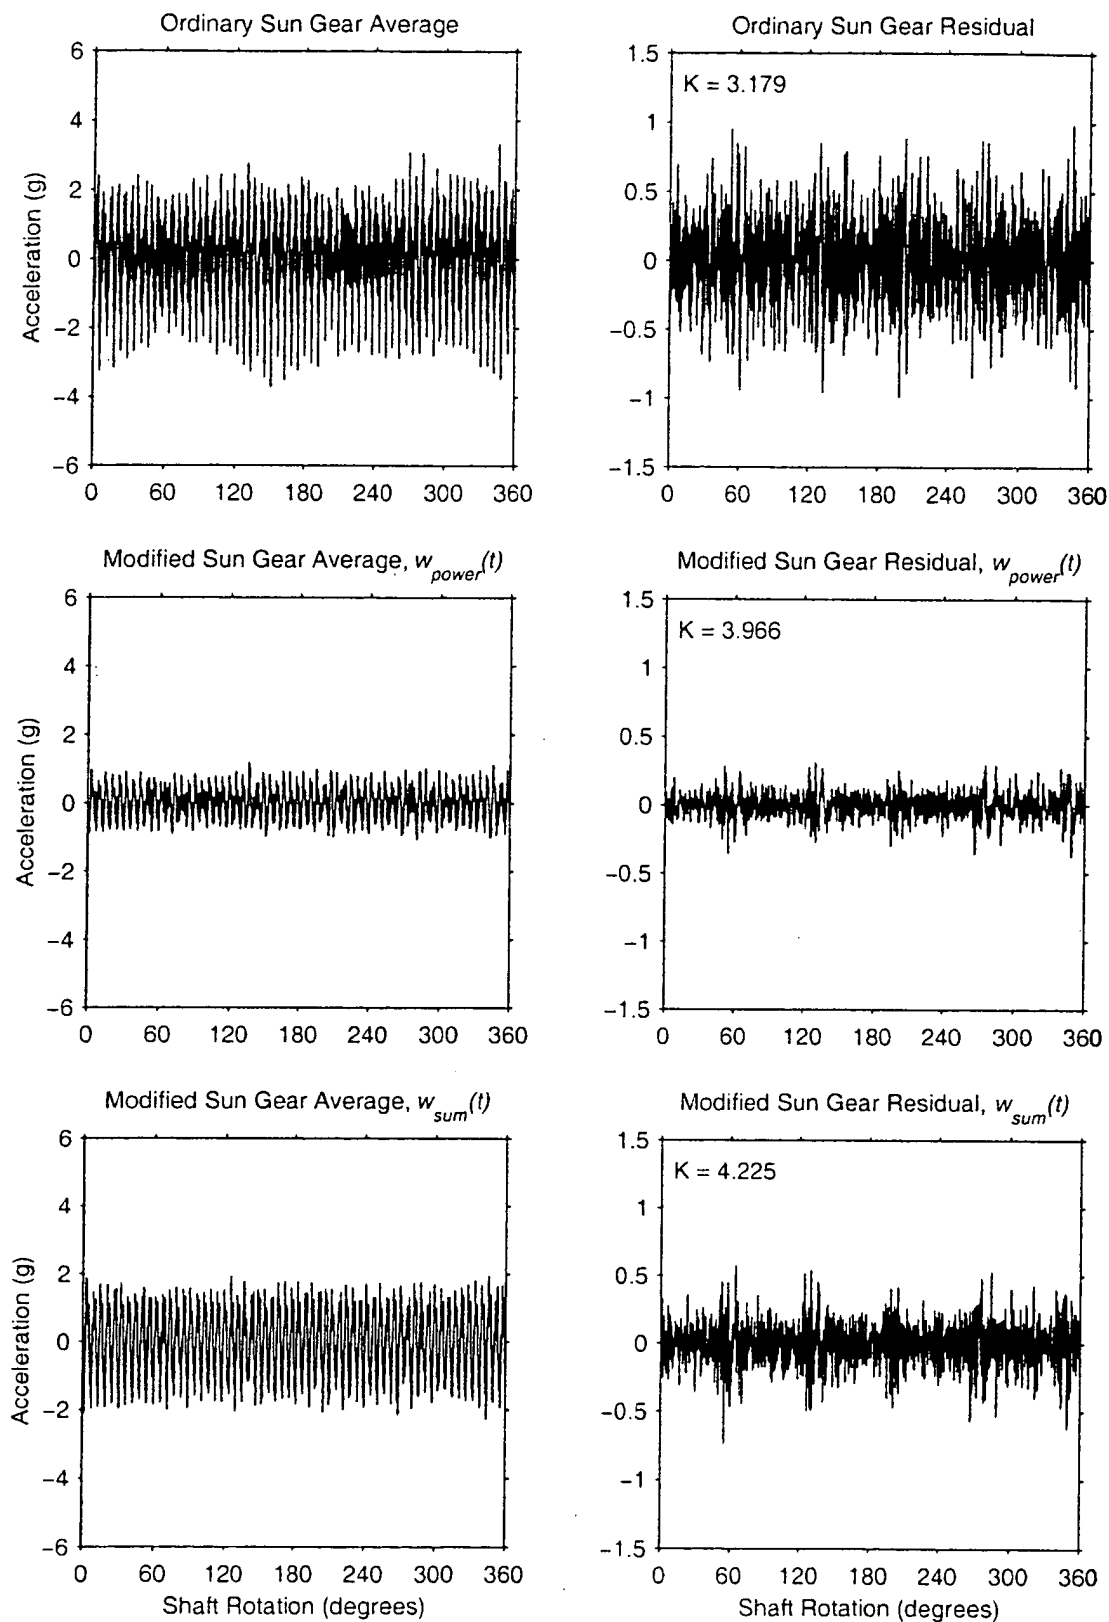 Ordinary Sun Gear Average
6
4
2
0
−2
−4
−6
Acceleration (g)
0 60 120 180 240 300 360
Ordinary Sun Gear Residual
K = 3.179
1.5
1
0.5
0
−0.5
−1
−1.5
0 60 120 180 240 300 360
Modified Sun Gear Average, w_power(t)
6
4
2
0
−2
−4
−6
Acceleration (g)
0 60 120 180 240 300 360
Modified Sun Gear Residual, w_power(t)
K = 3.966
1.5
1
0.5
0
−0.5
−1
−1.5
0 60 120 180 240 300 360
Modified Sun Gear Average, w_sum(t)
6
4
2
0
−2
−4
−6
Acceleration (g)
0 60 120 180 240 300 360
Shaft Rotation (degrees)
Modified Sun Gear Residual, w_sum(t)
K = 4.225
1.5
1
0.5
0
−0.5
−1
−1.5
0 60 120 180 240 300 360
Shaft Rotation (degrees)